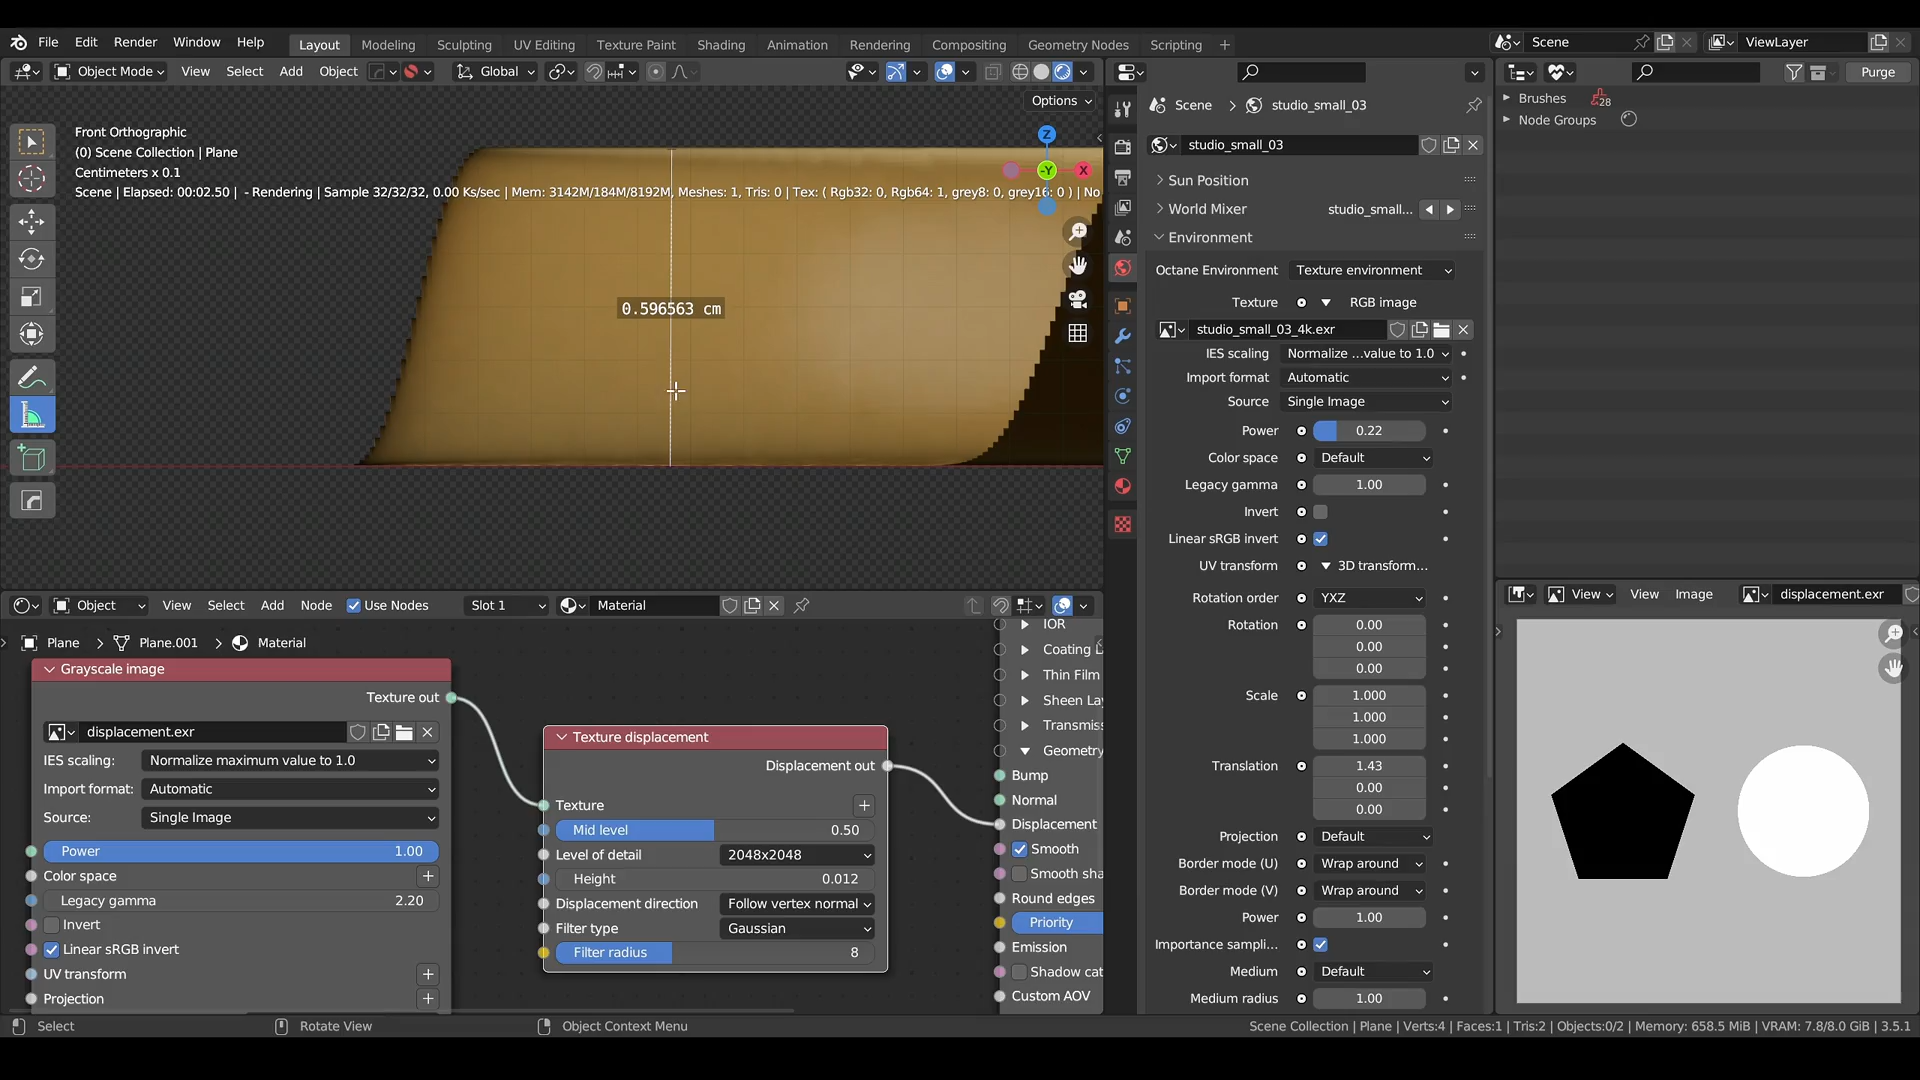 File Edit Render Window Help Layout Modeling Sculpting UV Editing Texture Paint Shading Animation Rendering Compositing Geometry Nodes Scripting + Scene ViewLayer
Object Mode View Select Add Object Global Purge
Options
Front Orthographic
(0) Scene Collection | Plane
Centimeters x 0.1
Scene | Elapsed: 00:02.50 | - Rendering | Sample 32/32/32, 0.00 Ks/sec | Mem: 3142M/184M/8192M, Meshes: 1, Tris: 0 | Tex: ( Rgb32: 0, Rgb64: 1, grey8: 0, grey16: 0 ) | No
Z
-Y
X
0.596563 cm
Scene > studio_small_03
studio_small_03
Sun Position
World Mixer studio_small...
Environment
Octane Environment Texture environment
Texture RGB image
studio_small_03_4k.exr
IES scaling Normalize ...value to 1.0
Import format Automatic
Source Single Image
Power 0.22
Color space Default
Legacy gamma 1.00
Invert
Linear sRGB invert
UV transform 3D transform...
Rotation order YXZ
Rotation 0.00
0.00
0.00
Scale 1.000
1.000
1.000
Translation 1.43
0.00
0.00
Projection Default
Border mode (U) Wrap around
Border mode (V) Wrap around
Power 1.00
Importance sampli...
Medium Default
Medium radius 1.00
Brushes 28
Node Groups
View View Image displacement.exr
Object View Select Add Node Use Nodes Slot 1 Material
Plane > Plane.001 > Material
Grayscale image
Texture out
displacement.exr
IES scaling: Normalize maximum value to 1.0
Import format: Automatic
Source: Single Image
Power 1.00
Color space
Legacy gamma 2.20
Invert
Linear sRGB invert
UV transform
Projection
Texture displacement
Displacement out
Texture
Mid level 0.50
Level of detail 2048x2048
Height 0.012
Displacement direction Follow vertex normal
Filter type Gaussian
Filter radius 8
IOR
Coating L
Thin Film
Sheen La
Transmis
Geometry
Bump
Normal
Displacement
Smooth
Smooth sha
Round edges
Priority
Emission
Shadow cat
Custom AOV
Select Rotate View Object Context Menu Scene Collection | Plane | Verts:4 | Faces:1 | Tris:2 | Objects:0/2 | Memory: 658.5 MiB | VRAM: 7.8/8.0 GiB | 3.5.1